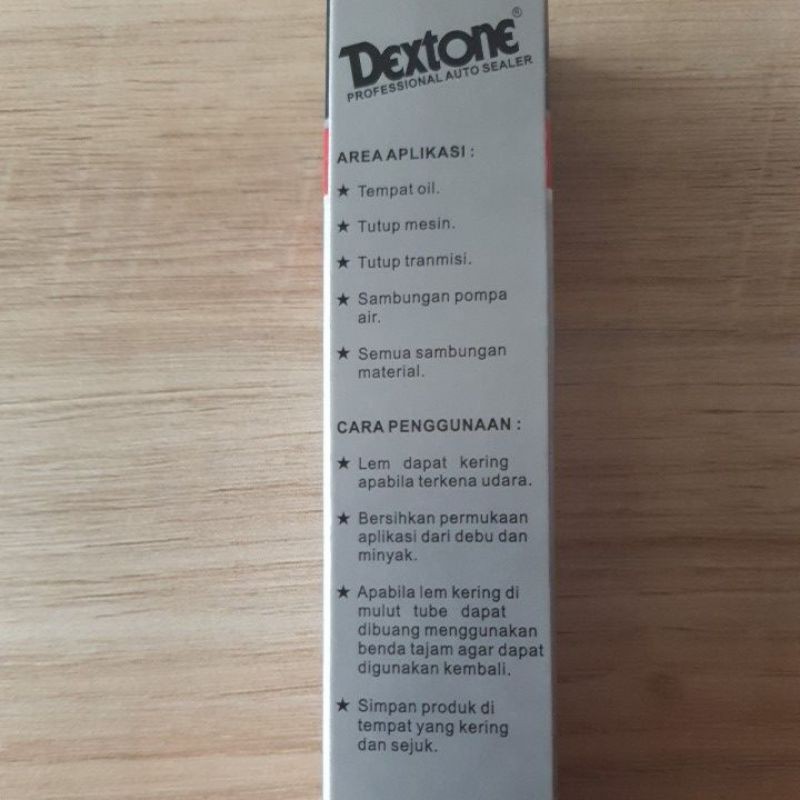 Dextone®
PROFESSIONAL AUTO SEALER
AREA APLIKASI :
★ Tempat oil.
★ Tutup mesin.
★ Tutup tranmisi.
★ Sambungan pompa
air.
★ Semua sambungan
material.
CARA PENGGUNAAN :
★ Lem dapat kering
apabila terkena udara.
★ Bersihkan permukaan
aplikasi dari debu dan
minyak.
★ Apabila lem kering di
mulut tube dapat
dibuang menggunakan
benda tajam agar dapat
digunakan kembali.
★ Simpan produk di
tempat yang kering
dan sejuk.